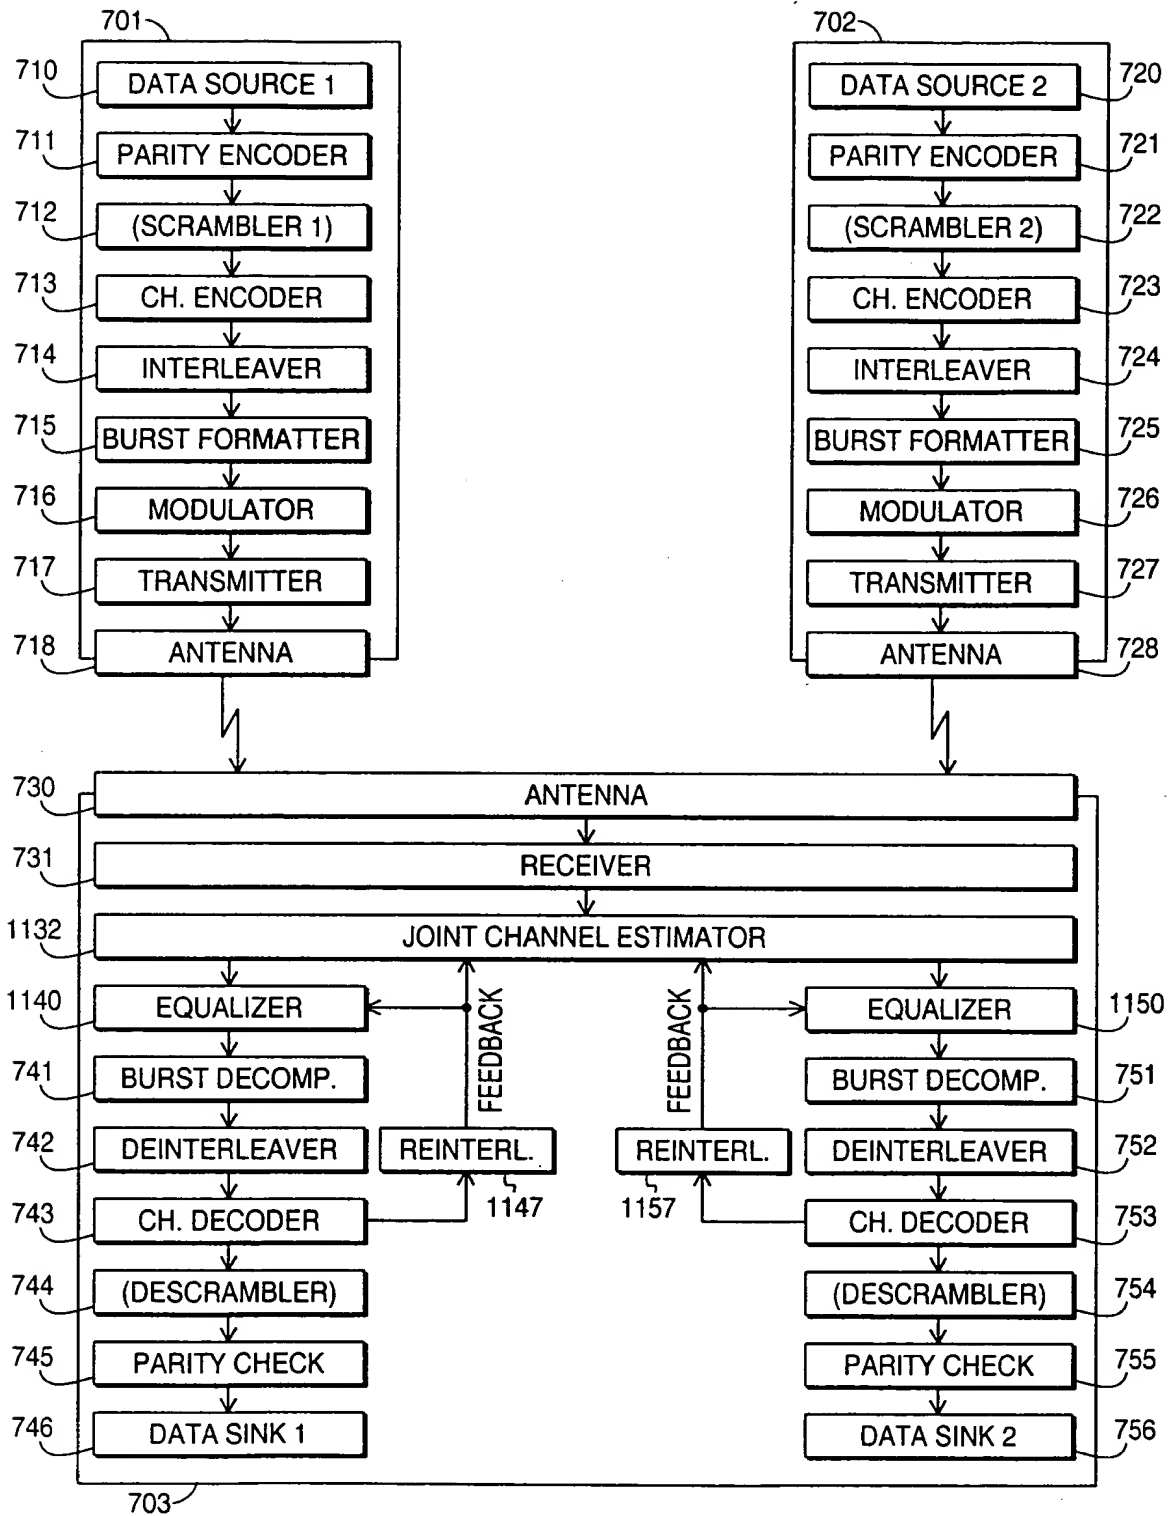 701
702
710
DATA SOURCE 1
DATA SOURCE 2
720
711
PARITY ENCODER
PARITY ENCODER
721
712
(SCRAMBLER 1)
(SCRAMBLER 2)
722
713
CH. ENCODER
CH. ENCODER
723
714
INTERLEAVER
INTERLEAVER
724
715
BURST FORMATTER
BURST FORMATTER
725
716
MODULATOR
MODULATOR
726
717
TRANSMITTER
TRANSMITTER
727
718
ANTENNA
ANTENNA
728
730
ANTENNA
731
RECEIVER
1132
JOINT CHANNEL ESTIMATOR
1140
EQUALIZER
FEEDBACK
FEEDBACK
EQUALIZER
1150
741
BURST DECOMP.
BURST DECOMP.
751
742
DEINTERLEAVER
REINTERL.
REINTERL.
DEINTERLEAVER
752
1147
1157
743
CH. DECODER
CH. DECODER
753
744
(DESCRAMBLER)
(DESCRAMBLER)
754
745
PARITY CHECK
PARITY CHECK
755
746
DATA SINK 1
DATA SINK 2
756
703